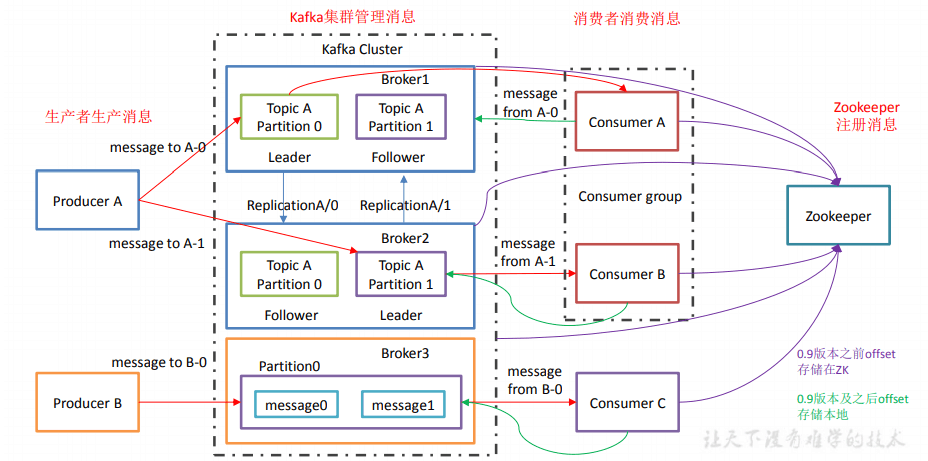 Kafka集群管理消息
消费者消费消息
Kafka Cluster
Broker1
Topic A
Partition 0
Topic A
Partition 1
Leader
Follower
message
from A-0
Consumer A
Zookeeper
注册消息
生产者生产消息
message to A-0
Producer A
message to A-1
ReplicationA/0
ReplicationA/1
Consumer group
Zookeeper
Broker2
Topic A
Partition 0
Topic A
Partition 1
Follower
Leader
message
from A-1
Consumer B
message to B-0
Producer B
Broker3
Partition0
message0
message1
message
from B-0
Consumer C
0.9版本之前offset
存储在ZK
0.9版本及之后offset
存储本地
让天下没有难学的技术